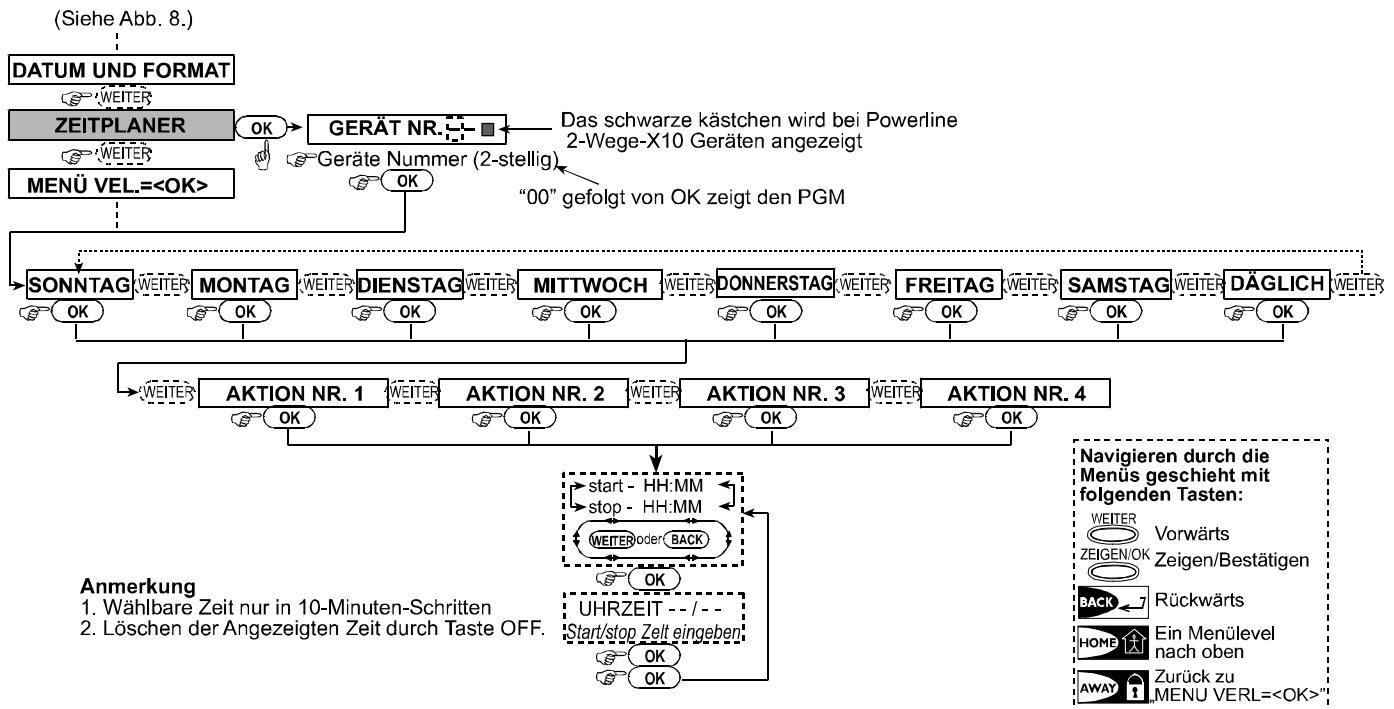 (Siehe Abb. 8.)
DATUM UND FORMAT
WEITER
ZEITPLANER
OK
GERÄT NR. - - ■
Das schwarze kästchen wird bei Powerline
2-Wege-X10 Geräten angezeigt
WEITER
Geräte Nummer (2-stellig)
MENÜ VEL.=<OK>
OK
“00” gefolgt von OK zeigt den PGM
SONNTAG WEITER MONTAG WEITER DIENSTAG WEITER MITTWOCH WEITER DONNERSTAG WEITER FREITAG WEITER SAMSTAG WEITER DÄGLICH WEITER
OK OK OK OK OK OK OK OK
WEITER AKTION NR. 1 WEITER AKTION NR. 2 WEITER AKTION NR. 3 WEITER AKTION NR. 4
OK OK OK OK
start - HH:MM
stop - HH:MM
WEITER oder BACK
OK
UHRZEIT - - / - -
Start/stop Zelt eingeben
OK
OK
Anmerkung
1. Wählbare Zeit nur in 10-Minuten-Schritten
2. Löschen der Angezeigten Zeit durch Taste OFF.
Navigieren durch die
Menüs geschieht mit
folgenden Tasten:
WEITER
Vorwärts
ZEIGEN/OK
Zeigen/Bestätigen
BACK Rückwärts
HOME Ein Menülevel
nach oben
AWAY Zurück zu
„MENU VERL=<OK>”